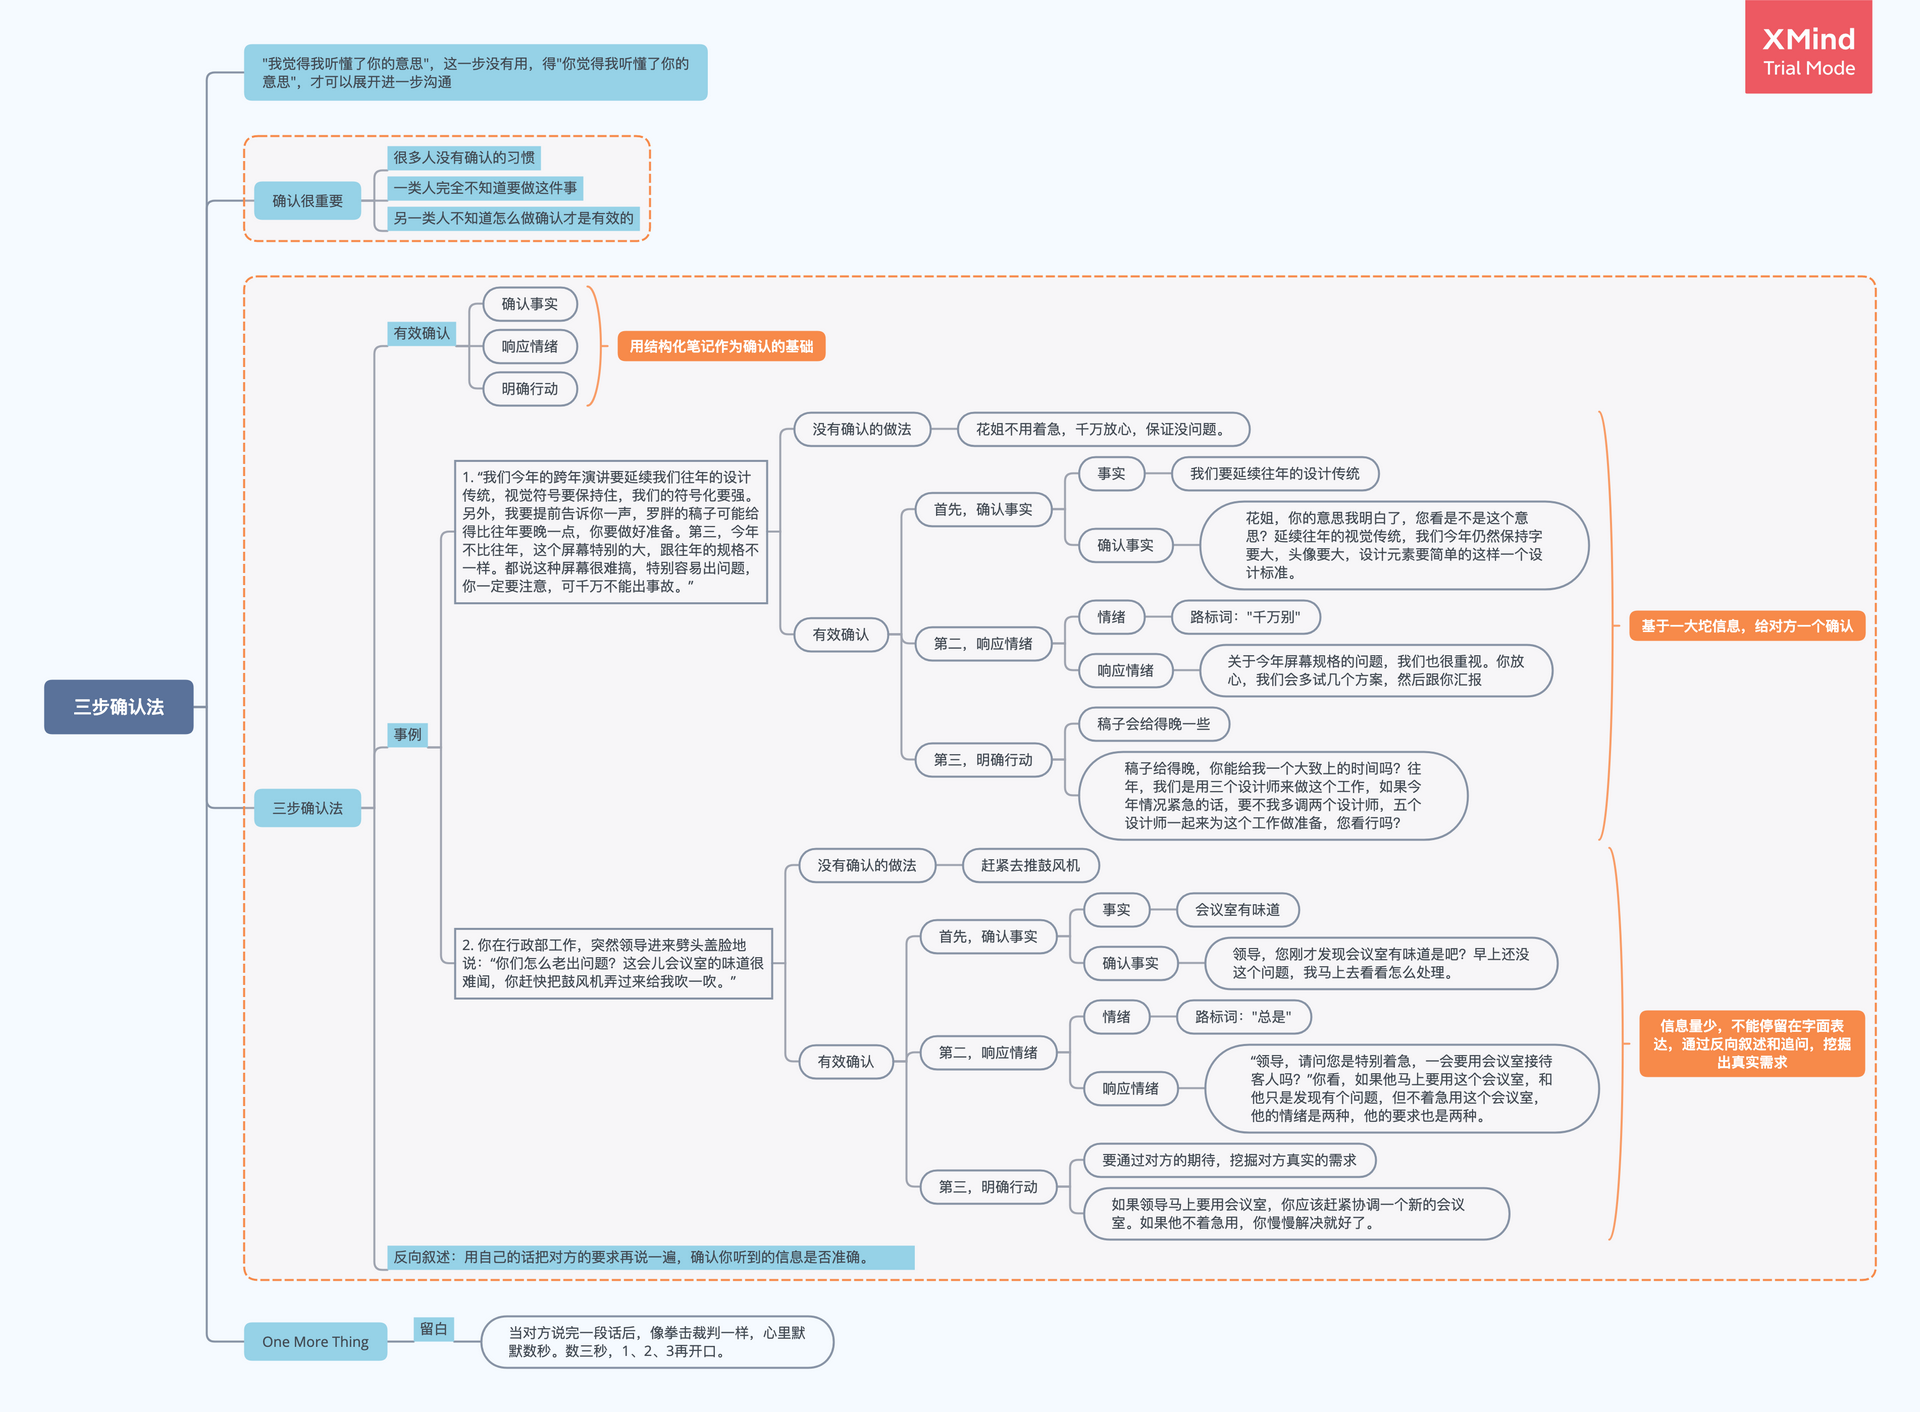 XMind
Trial Mode
"我觉得我听懂了你的意思"，这一步没有用，得"你觉得我听懂了你的
意思"，才可以展开进一步沟通
确认很重要
很多人没有确认的习惯
一类人完全不知道要做这件事
另一类人不知道怎么做确认才是有效的
三步确认法
三步确认法
有效确认
确认事实
响应情绪
明确行动
用结构化笔记作为确认的基础
事例
1. “我们今年的跨年演讲要延续我们往年的设计
传统，视觉符号要保持住，我们的符号化要强。
另外，我要提前告诉你一声，罗胖的稿子可能给
得比往年要晚一点，你要做好准备。第三，今年
不比往年，这个屏幕特别的大，跟往年的规格不
一样。都说这种屏幕很难搞，特别容易出问题，
你一定要注意，可千万不能出事故。”
没有确认的做法
花姐不用着急，千万放心，保证没问题。
有效确认
首先，确认事实
事实
我们要延续往年的设计传统
确认事实
花姐，你的意思我明白了，您看是不是这个意
思？延续往年的视觉传统，我们今年仍然保持字
要大，头像要大，设计元素要简单的这样一个设
计标准。
第二，响应情绪
情绪
路标词："千万别"
响应情绪
关于今年屏幕规格的问题，我们也很重视。你放
心，我们会多试几个方案，然后跟你汇报
第三，明确行动
稿子会给得晚一些
稿子给得晚，你能给我一个大致上的时间吗？往
年，我们是用三个设计师来做这个工作，如果今
年情况紧急的话，要不我多调两个设计师，五个
设计师一起来为这个工作做准备，您看行吗？
基于一大坨信息，给对方一个确认
2. 你在行政部工作，突然领导进来劈头盖脸地
说：“你们怎么老出问题？这会儿会议室的味道很
难闻，你赶快把鼓风机弄过来给我吹一吹。”
没有确认的做法
赶紧去推鼓风机
有效确认
首先，确认事实
事实
会议室有味道
确认事实
领导，您刚才发现会议室有味道是吧？早上还没
这个问题，我马上去看看怎么处理。
第二，响应情绪
情绪
路标词："总是"
响应情绪
“领导，请问您是特别着急，一会要用会议室接待
客人吗？”你看，如果他马上要用这个会议室，和
他只是发现有个问题，但不着急用这个会议室，
他的情绪是两种，他的要求也是两种。
第三，明确行动
要通过对方的期待，挖掘对方真实的需求
如果领导马上要用会议室，你应该赶紧协调一个新的会议
室。如果他不着急用，你慢慢解决就好了。
信息量少，不能停留在字面表
达，通过反向叙述和追问，挖掘
出真实需求
反向叙述：用自己的话把对方的要求再说一遍，确认你听到的信息是否准确。
One More Thing
留白
当对方说完一段话后，像拳击裁判一样，心里默
默数秒。数三秒，1、2、3再开口。